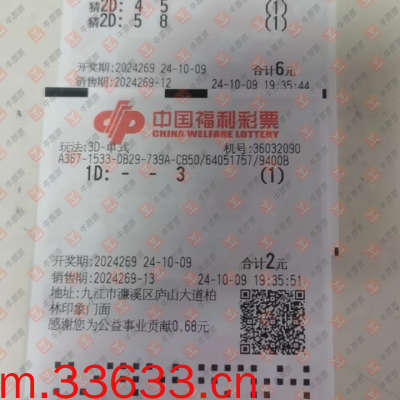 猜2D: 4 5 (1)
猜2D: 5 8 (1)
开奖期:2024269 24-10-09 合计6元
销售期:2024269-12 24-10-09 19:35:44
中国福利彩票
CHINA WELFARE LOTTERY
玩法:3D-单式 机号:36032090
A367-1533-0B29-739A-CB50/64051757/9400B
1D: - - 3 (1)
开奖期:2024269 24-10-09 合计2元
销售期:2024269-13 24-10-09 19:35:51
地址:九江市濂溪区庐山大道柏
林印象门面
感谢您为公益事业贡献0.68元
m.33633.cn